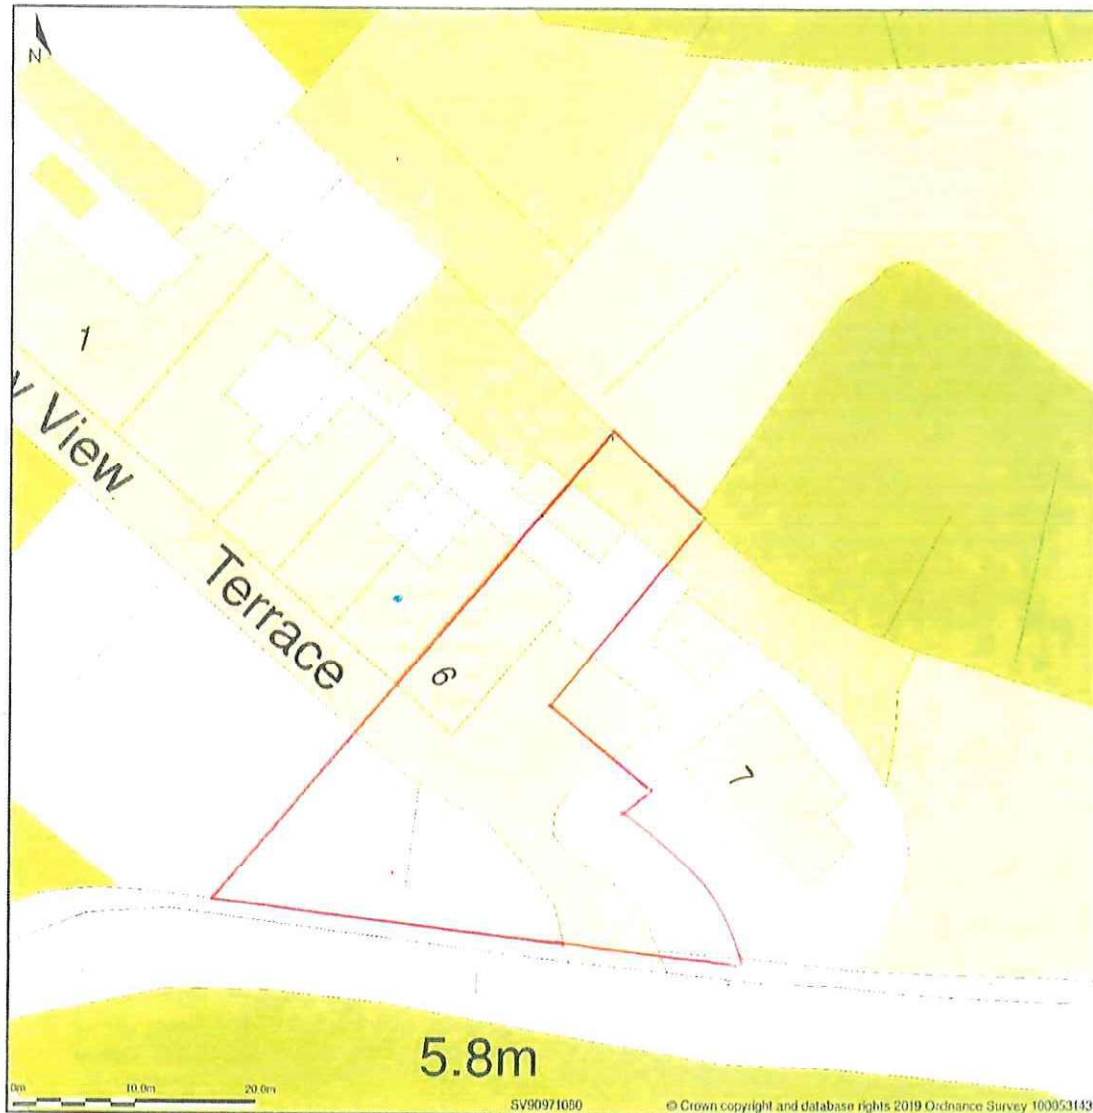 N
1
y View
Terrace
6
7
5.8m
0m 10.0m 20.0m
SV90971080
© Crown copyright and database rights 2019 Ordnance Survey 100053143